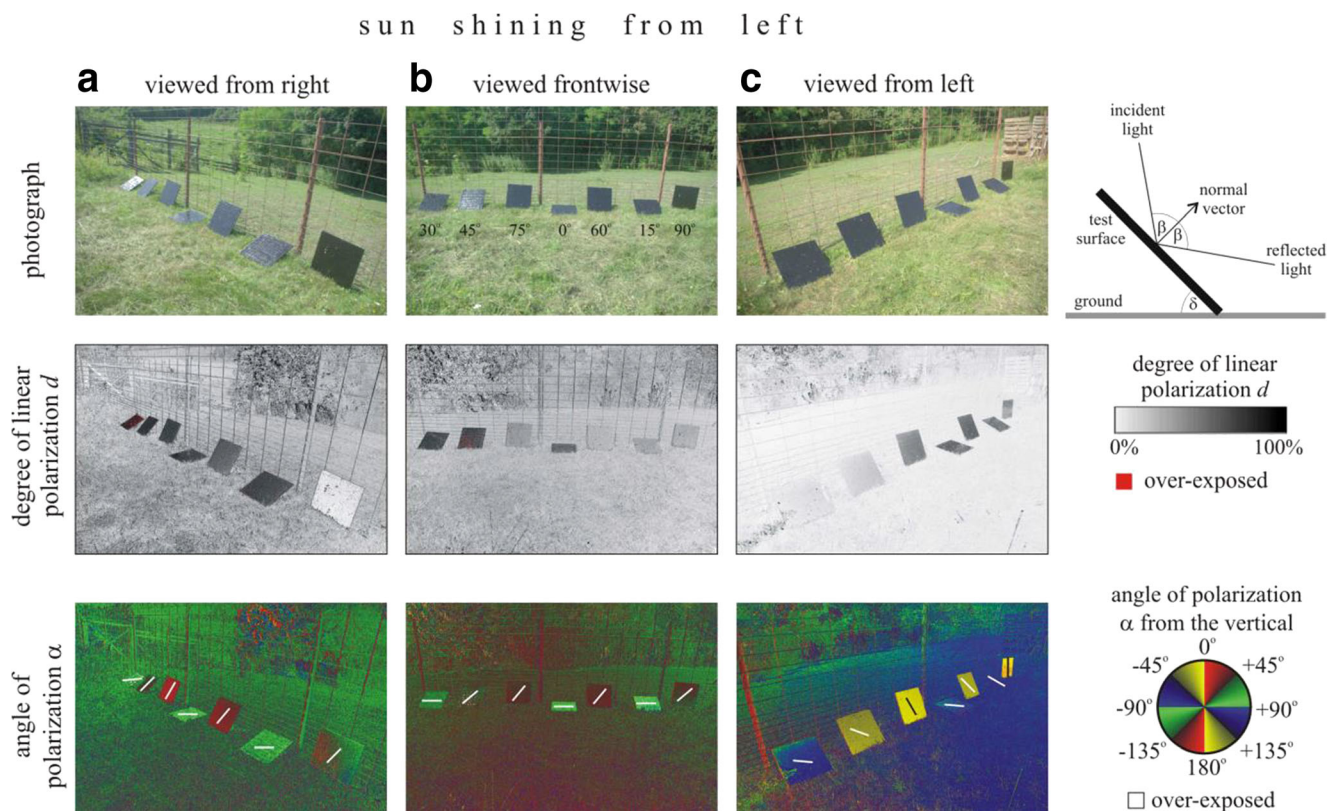 sun shining from left
a viewed from right
b viewed frontwise
c viewed from left
photograph
30° 45° 75° 0° 60° 15° 90°
incident
light
normal
vector
test
surface
β
β
reflected
light
ground
δ
degree of linear
polarization d
degree of linear
polarization d
0% 100%
over-exposed
angle of
polarization α
angle of polarization
α from the vertical
0°
-45° +45°
-90° +90°
-135° +135°
180°
over-exposed